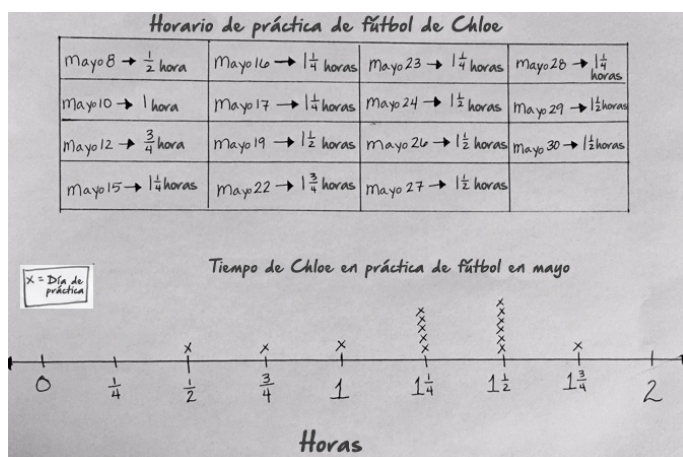 Horario de práctica de fútbol de Chloe
Mayo 8 → 1/2 hora
Mayo 16 → 1 1/4 horas
Mayo 23 → 1 1/4 horas
Mayo 28 → 1 1/4 horas
Mayo 10 → 1 hora
Mayo 17 → 1 1/4 horas
Mayo 24 → 1 1/2 horas
Mayo 29 → 1 1/2 horas
Mayo 12 → 3/4 hora
Mayo 19 → 1 1/2 horas
Mayo 26 → 1 1/2 horas
Mayo 30 → 1 1/2 horas
Mayo 15 → 1 1/4 horas
Mayo 22 → 1 3/4 horas
Mayo 27 → 1 1/2 horas
Tiempo de Chloe en práctica de fútbol en mayo
x = Día de
práctica
0 1/4 1/2 3/4 1 1 1/4 1 1/2 1 3/4 2
Horas